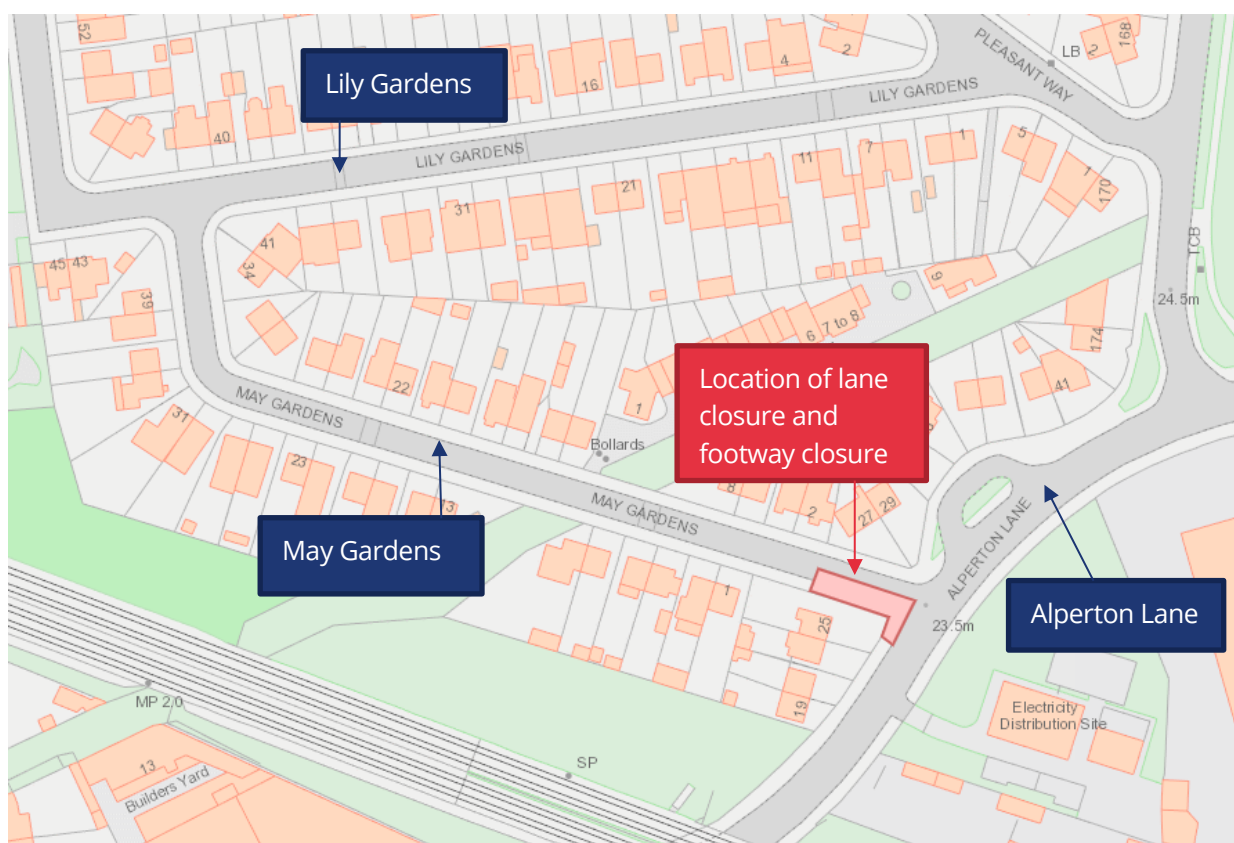 52
Lily Gardens
40
16
4
2
PLEASANT WAY
LB
2
168
LILY GARDENS
LILY GARDENS
11
7
1
5
1
170
21
31
41
34
45 43
39
TCB
24.5m
9
6
7 to 8
174
41
Location of lane
closure and
footway closure
22
1
MAY GARDENS
31
23
13
Bollards
May Gardens
MAY GARDENS
8
2
27
29
ALPERTON LANE
Alperton Lane
23.5m
1
25
19
Electricity
Distribution Site
MP 2.0
SP
13
Builders Yard